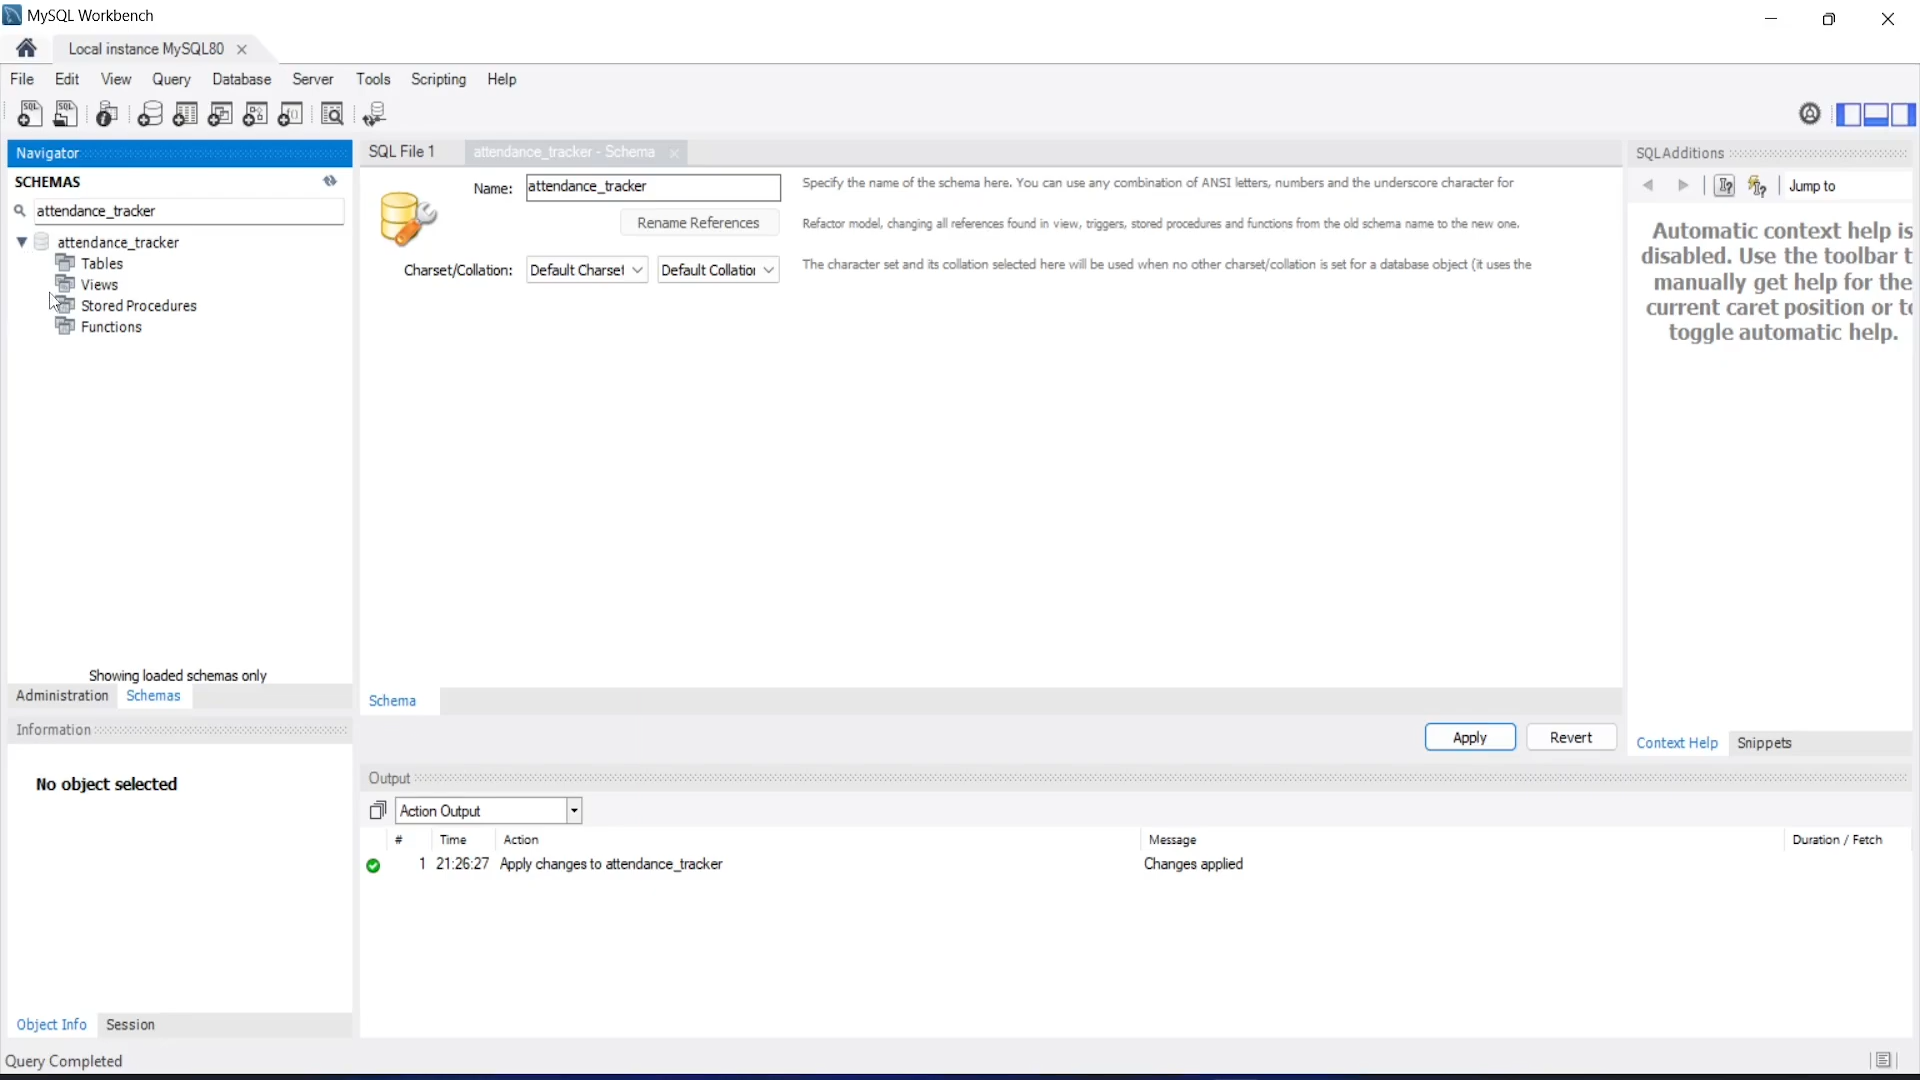 MySQL Workbench
Local instance MySQL80
File Edit View Query Database Server Tools Scripting Help
Navigator
SCHEMAS
attendance_tracker
attendance_tracker
Tables
Views
Stored Procedures
Functions
Showing loaded schemas only
Administration Schemas
Information
No object selected
Object Info Session
SQL File 1 attendance_tracker - Schema
Name: attendance_tracker Specify the name of the schema here. You can use any combination of ANSI letters, numbers and the underscore character for
Rename References Refactor model, changing all references found in view, triggers, stored procedures and functions from the old schema name to the new one.
Charset/Collation: Default Charset Default Collation The character set and its collation selected here will be used when no other charset/collation is set for a database object (it uses the
Schema
Apply Revert
SQLAdditions
Jump to
Automatic context help is
disabled. Use the toolbar t
manually get help for the
current caret position or to
toggle automatic help.
Context Help Snippets
Output
Action Output
# Time Action Message Duration / Fetch
1 21:26:27 Apply changes to attendance_tracker Changes applied
Query Completed